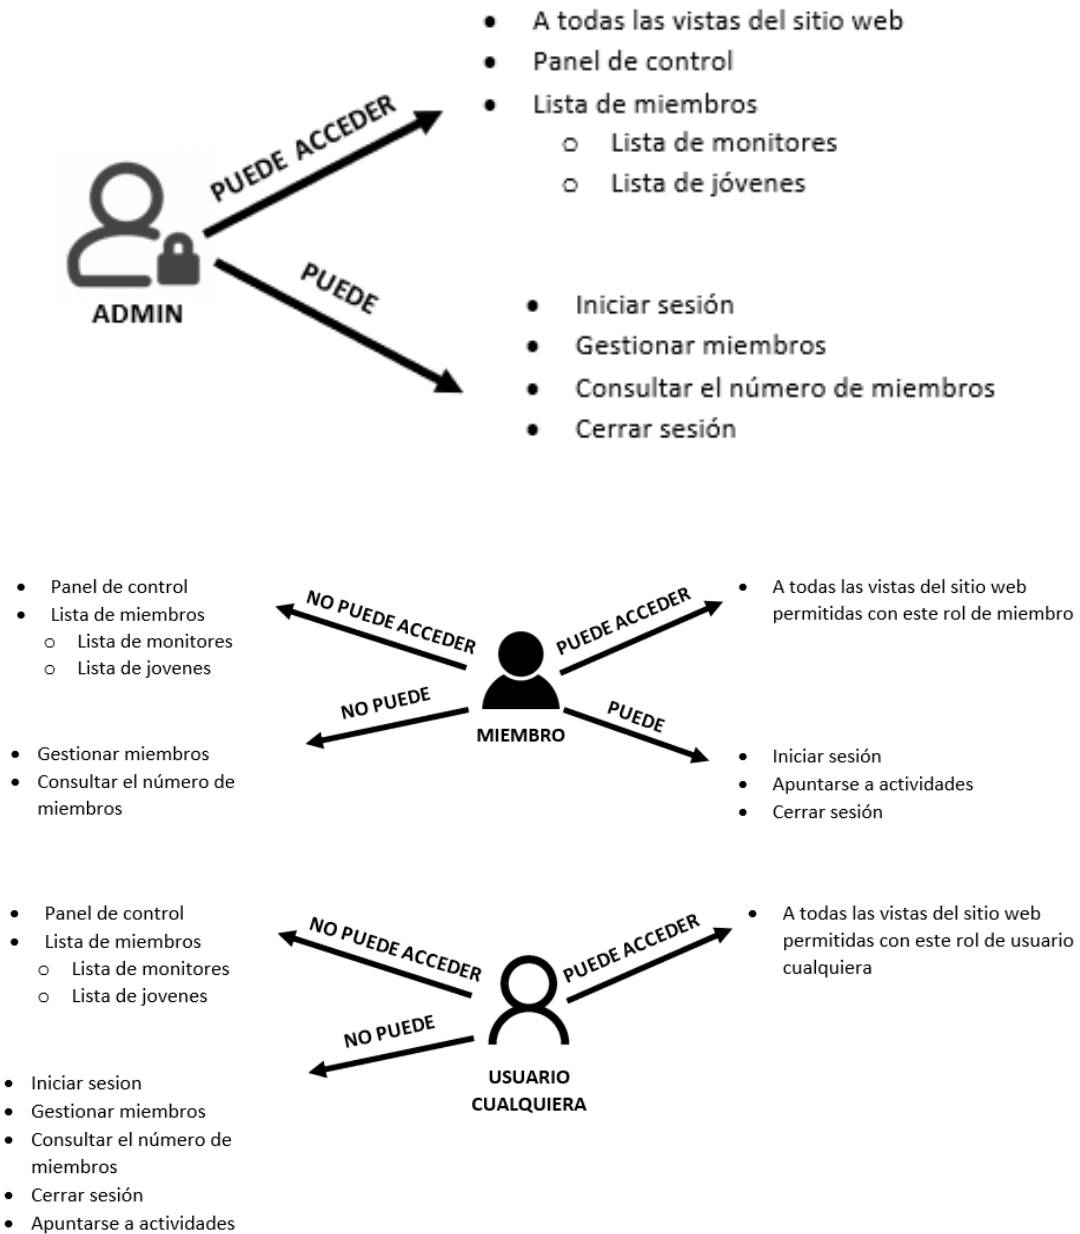 • A todas las vistas del sitio web
• Panel de control
• Lista de miembros
o Lista de monitores
o Lista de jóvenes
PUEDE ACCEDER
ADMIN
PUEDE
• Iniciar sesión
• Gestionar miembros
• Consultar el número de miembros
• Cerrar sesión
• Panel de control
• Lista de miembros
o Lista de monitores
o Lista de jovenes
NO PUEDE ACCEDER
PUEDE ACCEDER
• A todas las vistas del sitio web
permitidas con este rol de miembro
NO PUEDE
MIEMBRO
PUEDE
• Gestionar miembros
• Consultar el número de
miembros
• Iniciar sesión
• Apuntarse a actividades
• Cerrar sesión
• Panel de control
• Lista de miembros
o Lista de monitores
o Lista de jovenes
NO PUEDE ACCEDER
PUEDE ACCEDER
• A todas las vistas del sitio web
permitidas con este rol de usuario
cualquiera
NO PUEDE
USUARIO
CUALQUIERA
• Iniciar sesion
• Gestionar miembros
• Consultar el número de
miembros
• Cerrar sesión
• Apuntarse a actividades